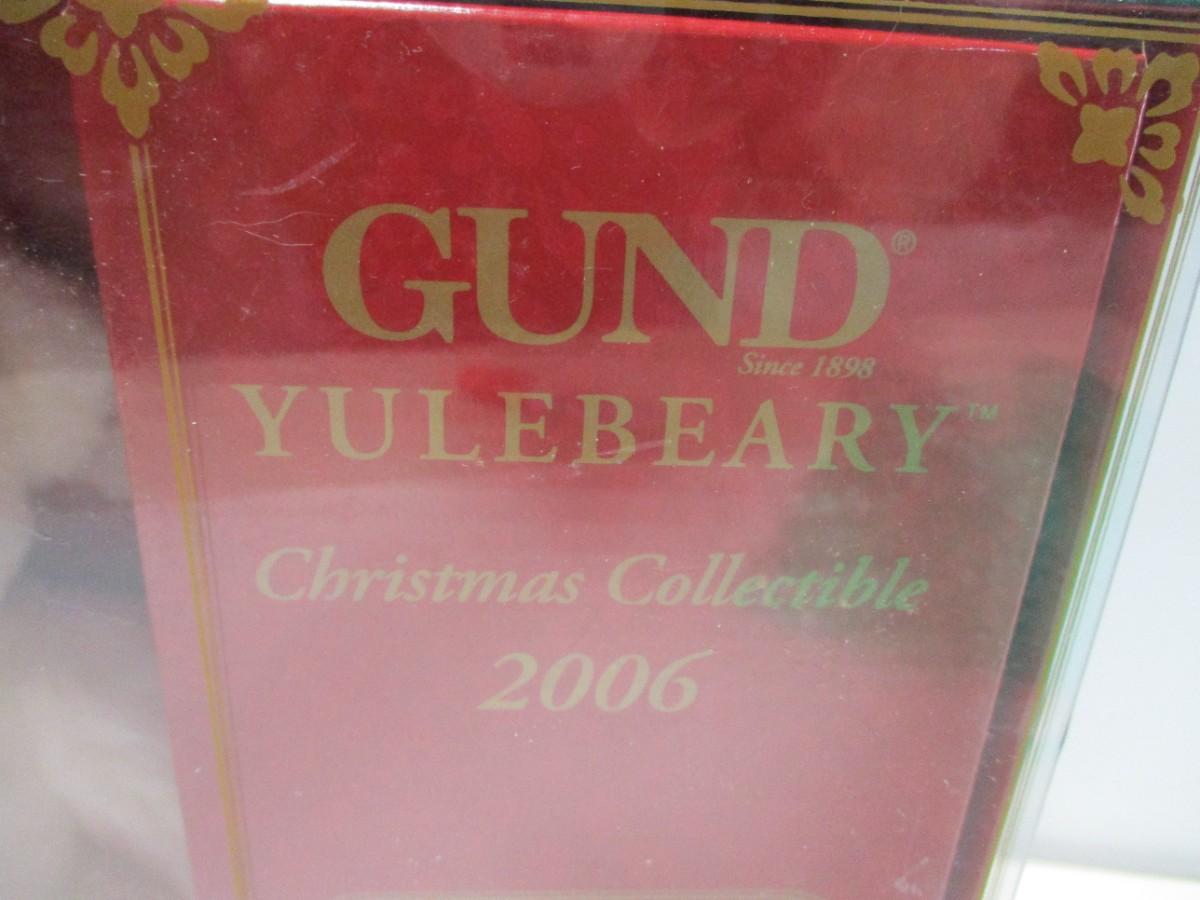 GUND®
Since 1898
YULEBEARY™
Christmas Collectible
2006